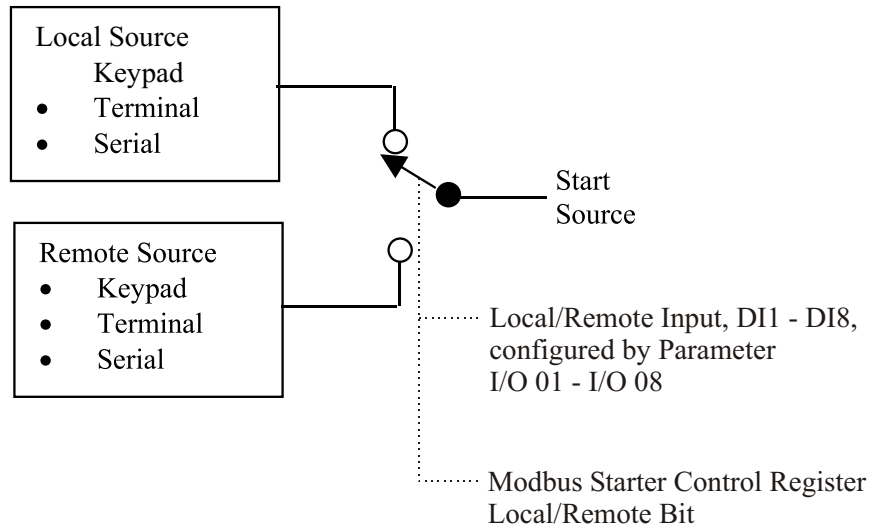 Local Source
Keypad
• Terminal
• Serial
Start
Source
Remote Source
• Keypad
• Terminal
• Serial
Local/Remote Input, DI1 - DI8,
configured by Parameter
I/O 01 - I/O 08
Modbus Starter Control Register
Local/Remote Bit